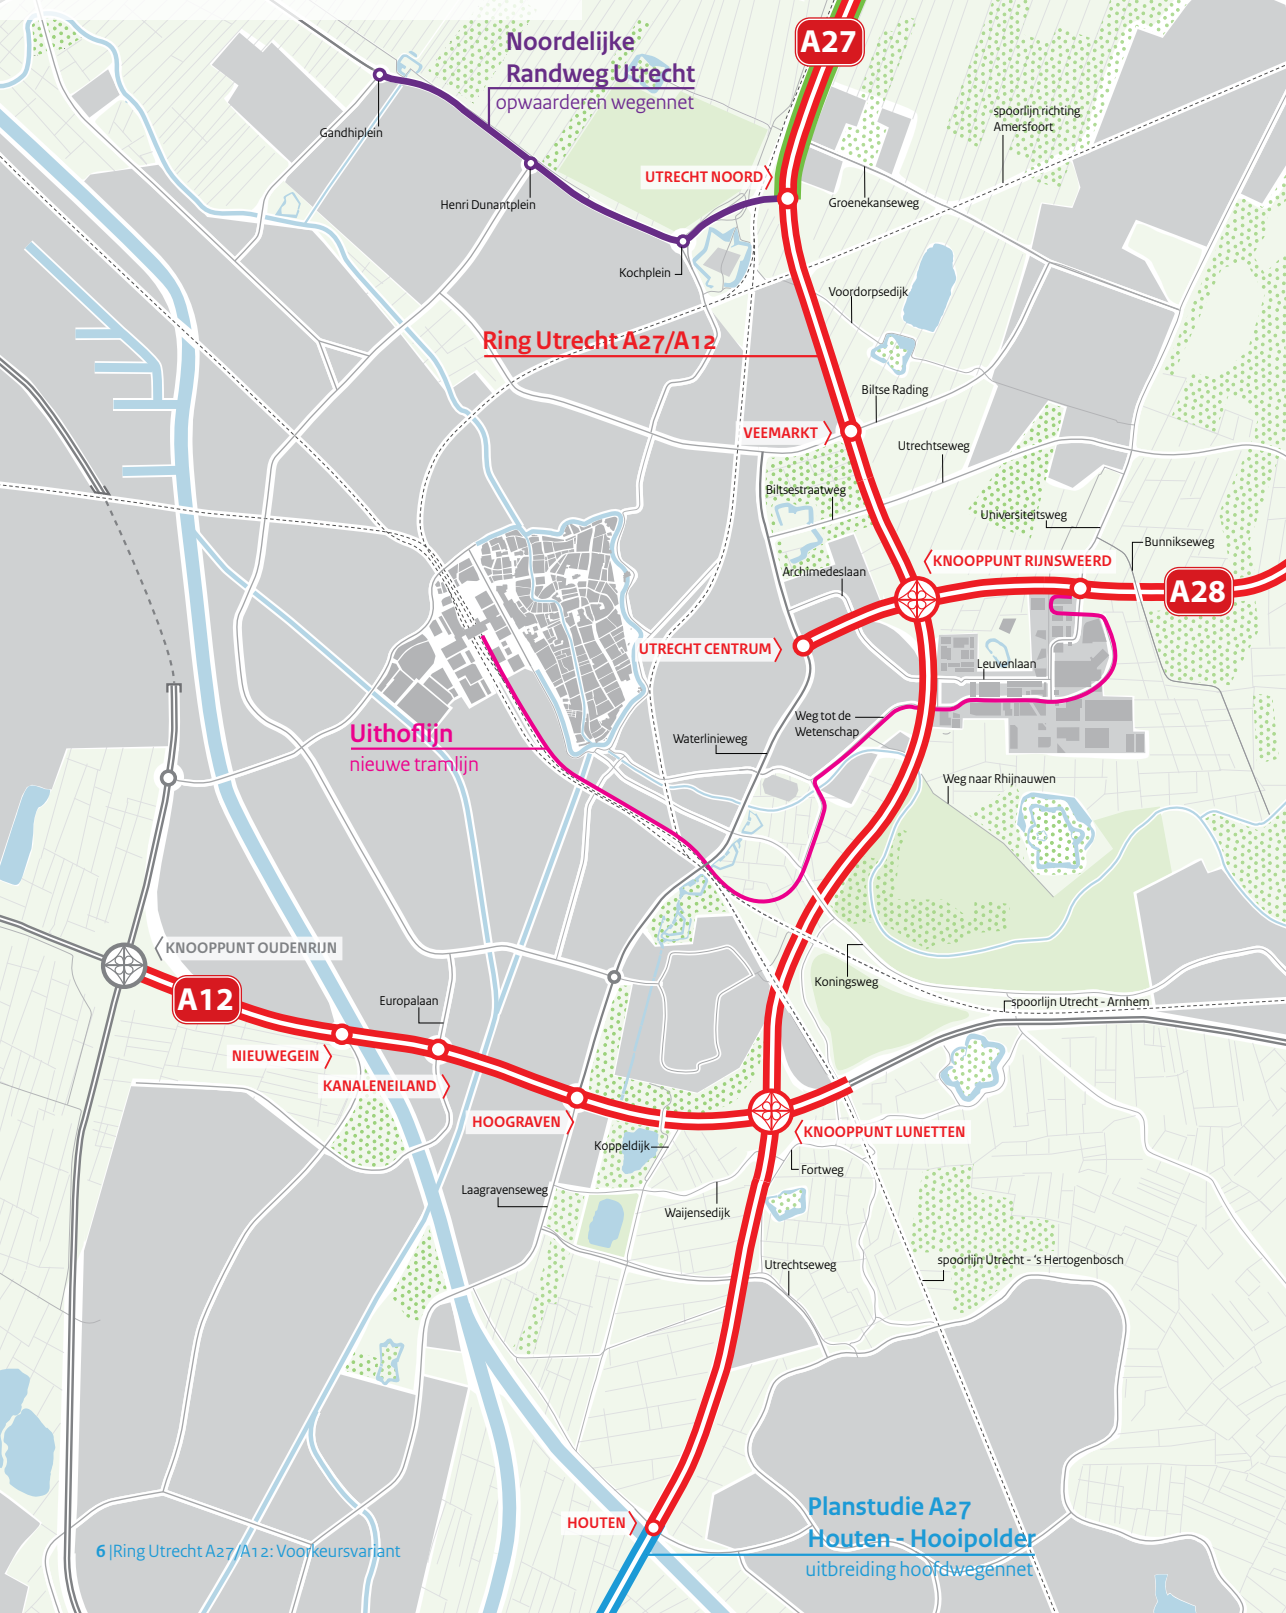 Noordelijke
Randweg Utrecht
opwaarderen wegennet
A27
Gandhiplein
spoorlijn richting
Amersfoort
UTRECHT NOORD
Henri Dunantplein
Groenekanseweg
Kochplein
Voordorpsedijk
Ring Utrecht A27/A12
Biltse Rading
VEEMARKT
Utrechtseweg
Biltsestraatweg
Universiteitsweg
Bunnikseweg
KNOOPPUNT RIJNSWEERD
Archimedeslaan
A28
UTRECHT CENTRUM
Leuvenlaan
Weg tot de
Wetenschap
Uithoflijn
nieuwe tramlijn
Waterlinieweg
Weg naar Rhijnauwen
KNOOPPUNT OUDENRIJN
Koningsweg
A12
Europalaan
spoorlijn Utrecht - Arnhem
NIEUWEGEIN
KANALENEILAND
HOOGRAVEN
KNOOPPUNT LUNETTEN
Koppeldijk
Fortweg
Laagravenseweg
Waijensedijk
Utrechtseweg
spoorlijn Utrecht - 's Hertogenbosch
Planstudie A27
Houten - Hooipolder
uitbreiding hoofdwegennet
HOUTEN
6 |Ring Utrecht A27/A12: Voorkeursvariant